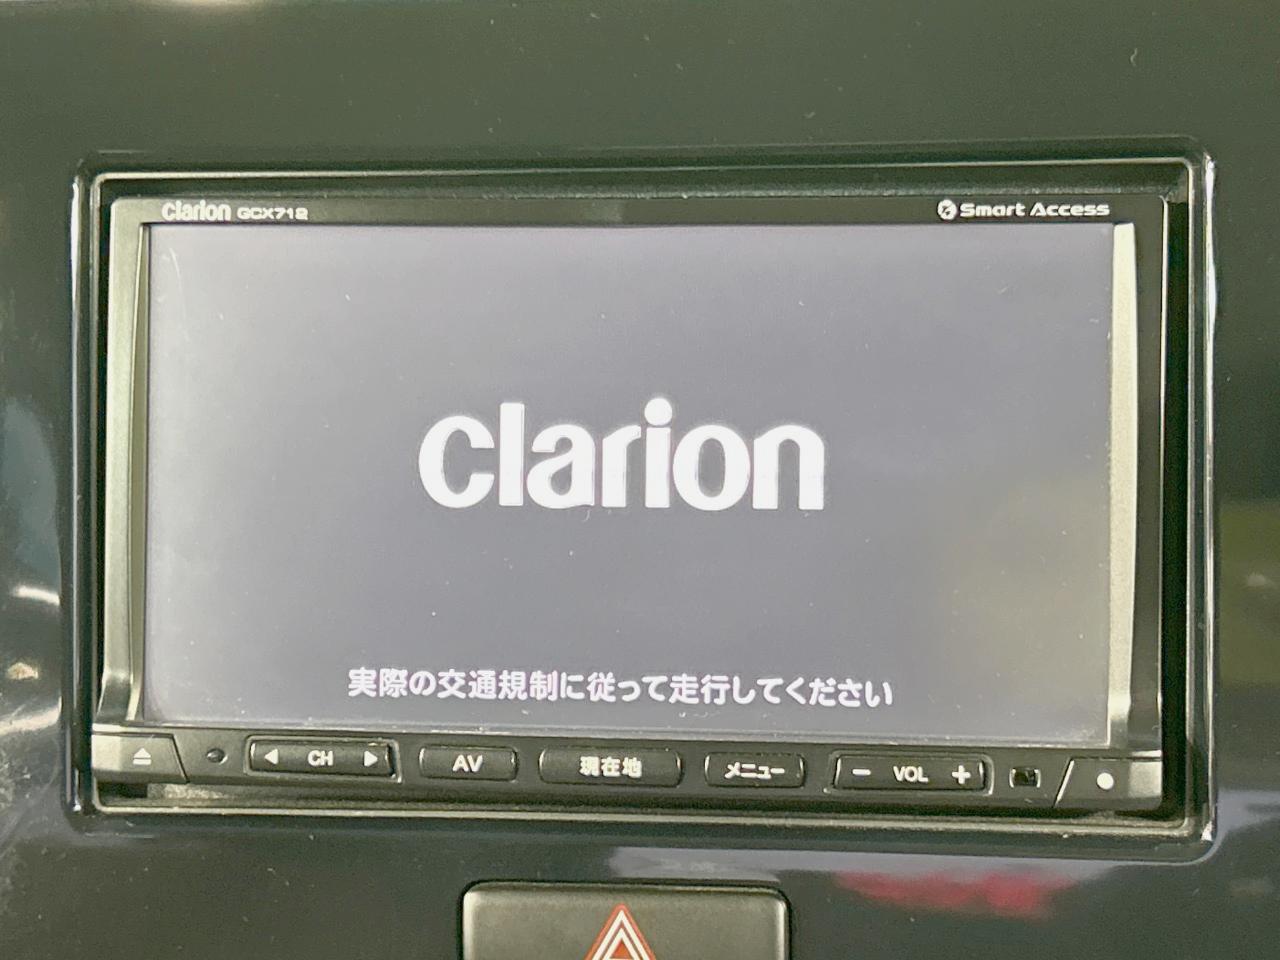 clarion GCX712
Smart Access
clarion
実際の交通規制に従って走行してください
CH
AV
現在地
メニュー
− VOL +